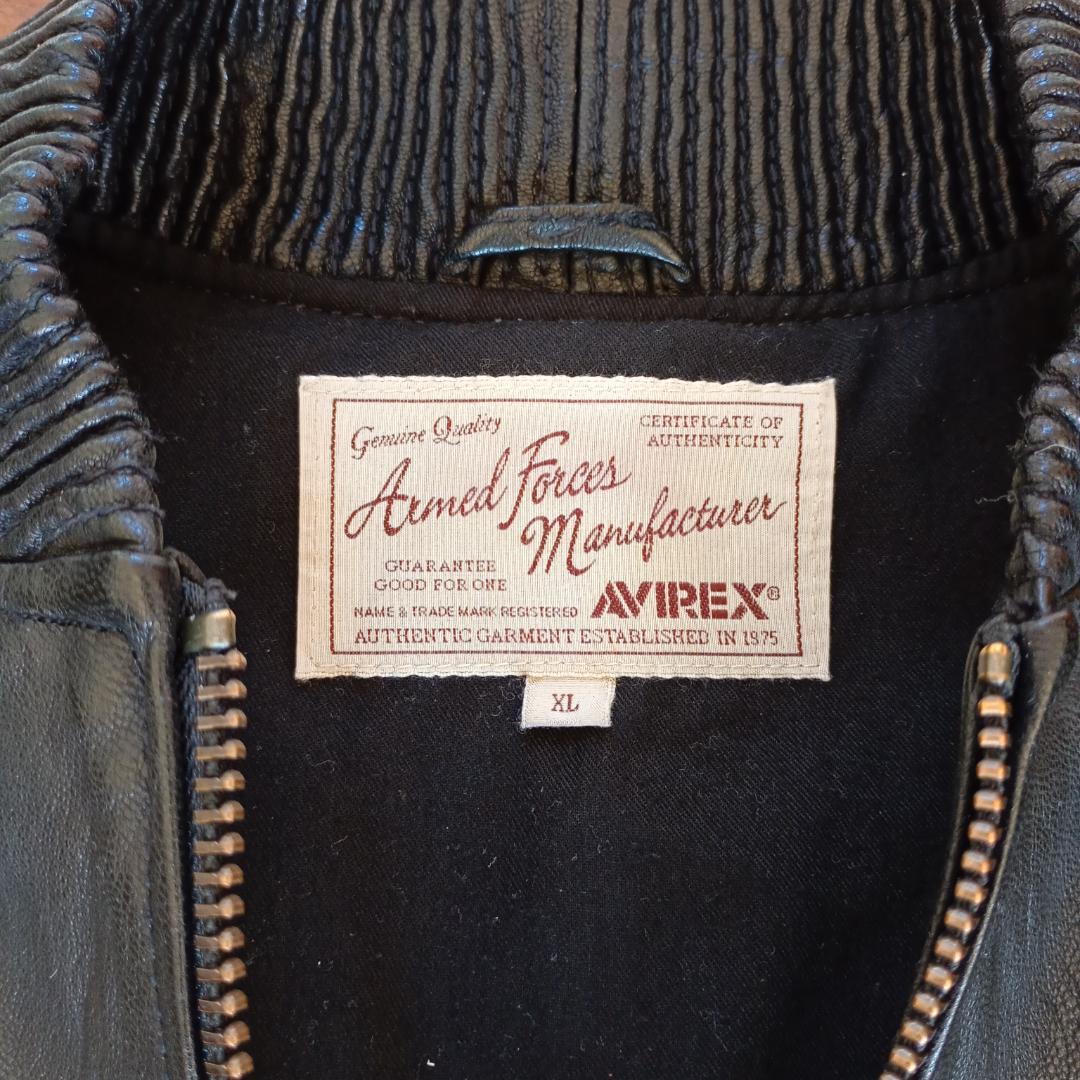 Genuine Quality
CERTIFICATE OF
AUTHENTICITY
Armed Forces
Manufacturer
GUARANTEE
GOOD FOR ONE
NAME & TRADE MARK REGISTERED
AVIREX®
AUTHENTIC GARMENT ESTABLISHED IN 1975
XL